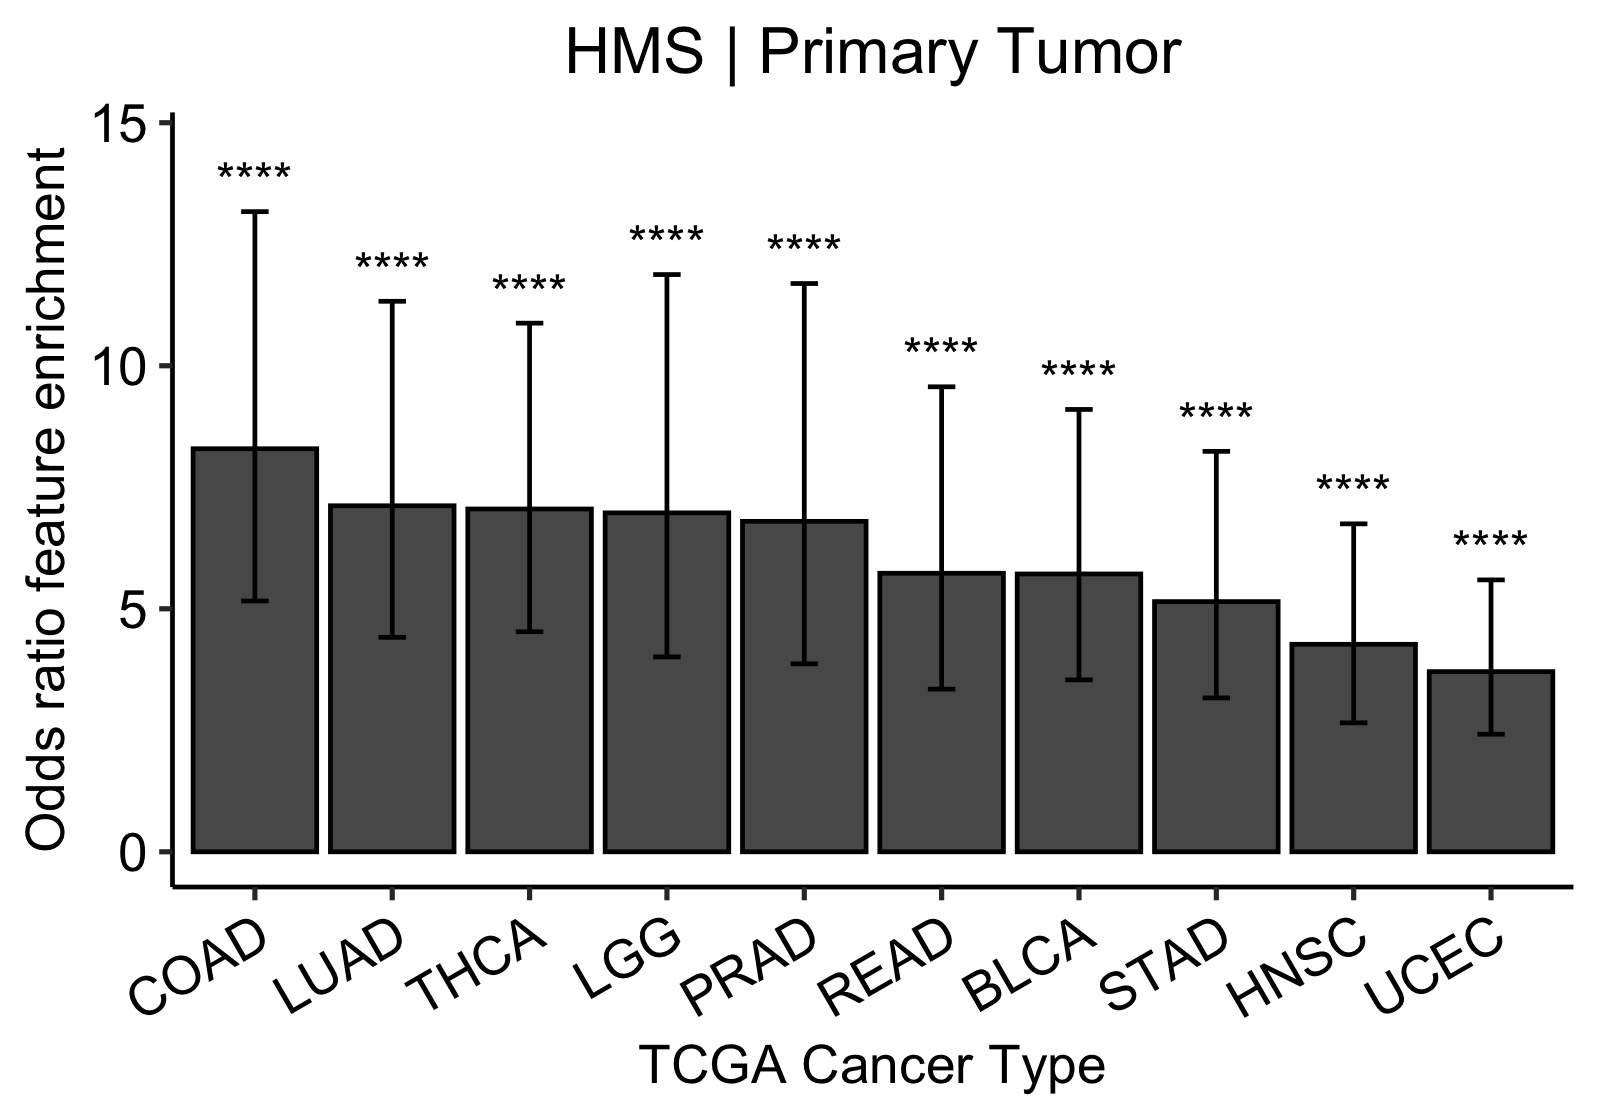 HMS | Primary Tumor
Odds ratio feature enrichment
15
10
5
0
****
****
****
****
****
****
****
****
****
****
COAD
LUAD
THCA
LGG
PRAD
READ
BLCA
STAD
HNSC
UCEC
TCGA Cancer Type